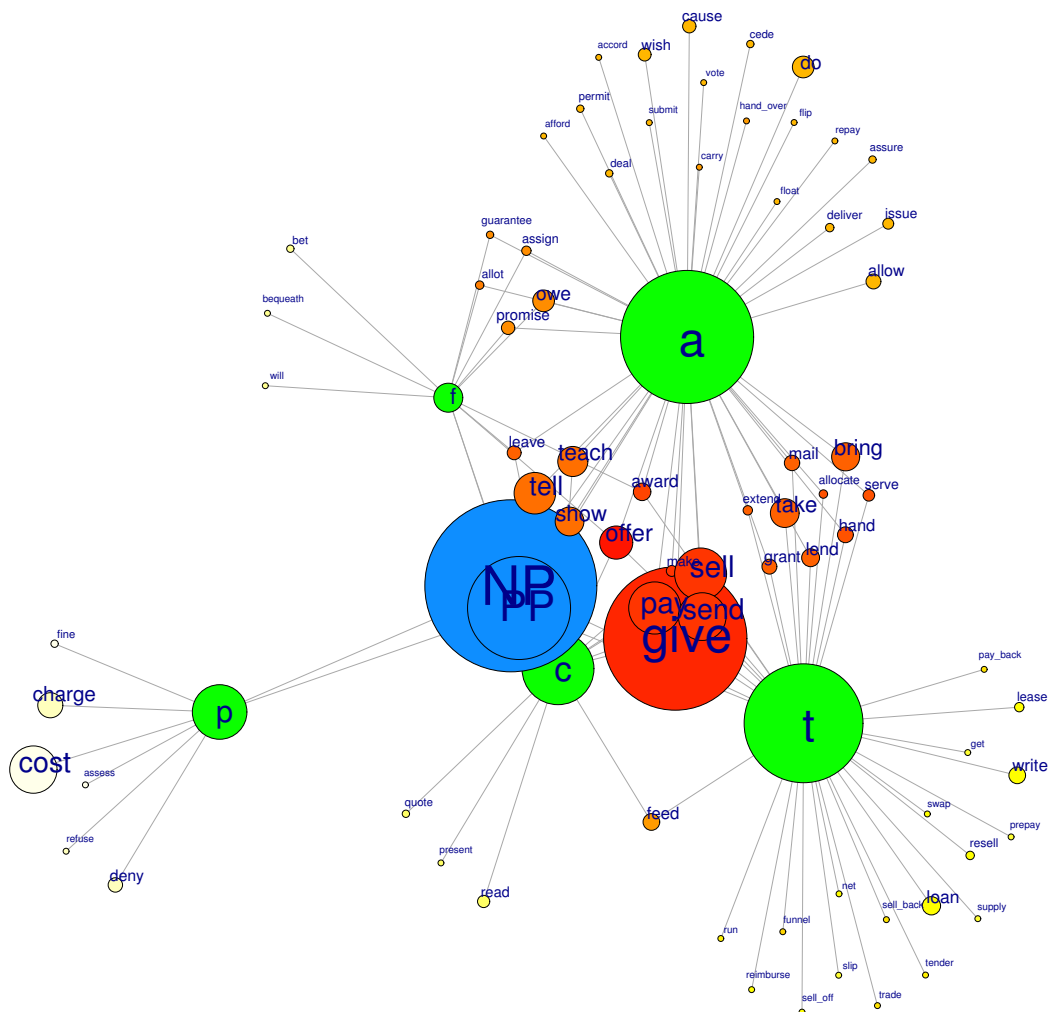 cause
accord
cede
wish
do
vote
permit
submit
hand_over
flip
afford
repay
assure
deal
carry
float
guarantee
deliver
issue
bet
assign
allow
allot
owe
bequeath
promise
a
will
f
leave
teach
mail
bring
tell
award
allocate
serve
extend
take
show
offer
hand
make
sell
grant
lend
NP
PP
pay
send
fine
give
c
pay_back
charge
p
lease
t
get
cost
assess
write
quote
feed
swap
prepay
refuse
present
resell
deny
read
net
loan
sell_back
supply
run
funnel
reimburse
slip
tender
sell_off
trade